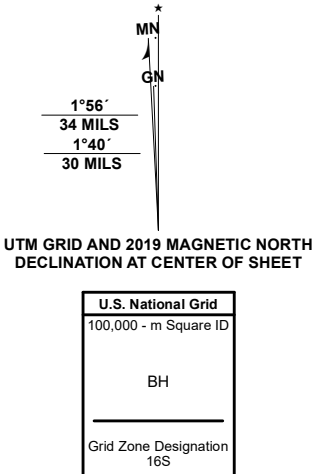 MN
GN
1°56´
34 MILS
1°40´
30 MILS
UTM GRID AND 2019 MAGNETIC NORTH
DECLINATION AT CENTER OF SHEET
U.S. National Grid
100,000 - m Square ID
BH
Grid Zone Designation
16S